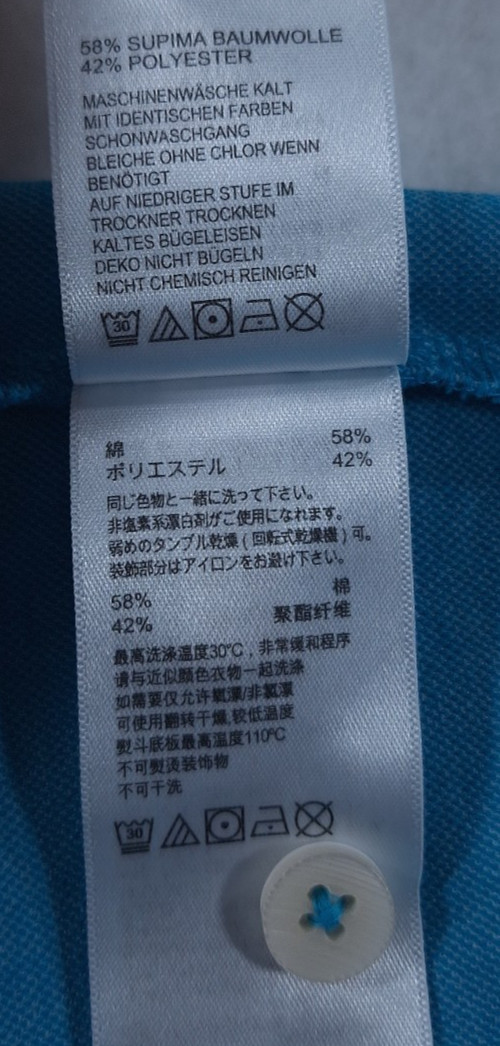 58% SUPIMA BAUMWOLLE
42% POLYESTER
MASCHINENWÄSCHE KALT
MIT IDENTISCHEN FARBEN
SCHONWASCHGANG
BLEICHE OHNE CHLOR WENN
BENÖTIGT
AUF NIEDRIGER STUFE IM
TROCKNER TROCKNEN
KALTES BÜGELEISEN
DEKO NICHT BÜGELN
NICHT CHEMISCH REINIGEN
30
綿 58%
ポリエステル 42%
同じ色物と一緒に洗って下さい。
非塩素系漂白剤がご使用になれます。
弱めのタンブル乾燥(回転式乾燥機)可。
装飾部分はアイロンをお避け下さい。
58% 棉
42% 聚酯纤维
最高洗涤温度30℃,非常缓和程序
请与近似颜色衣物一起洗涤
如需要仅允许氧漂/非氯漂
可使用翻转干燥,较低温度
熨斗底板最高温度110℃
不可熨烫装饰物
不可干洗
30